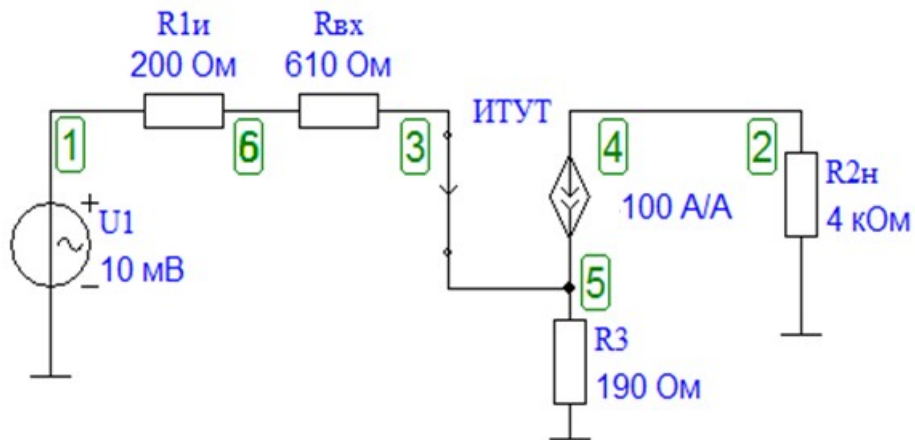 R1и
200 Ом
Rвх
610 Ом
ИТУТ
1
6
3
4
2
U1
10 мВ
100 А/А
R2н
4 кОм
5
R3
190 Ом